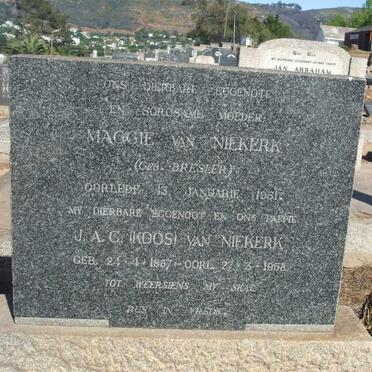 ONS DIERBARE EGGENOTE
EN SORGSAME MOEDER
MAGGIE VAN NIEKERK
(GEB. BRESLER)
OORLEDE 13 JANUARIE 1951.
MY DIERBARE EGGENOOT EN ONS PAPPIE
J. A. C. (KOOS) VAN NIEKERK
GEB. 24-4-1887–OORL. 27-3-1958
TOT WEERSIENS MY SKAT
RUS IN VREDE.
JAN ABRAHAM